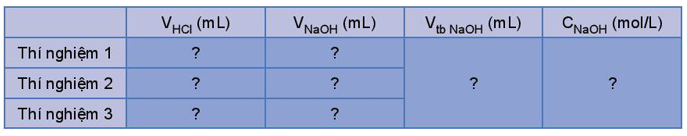 V_HCl (mL) V_NaOH (mL) V_tb NaOH (mL) C_NaOH (mol/L)
Thí nghiệm 1 ? ?
Thí nghiệm 2 ? ? ? ?
Thí nghiệm 3 ? ?